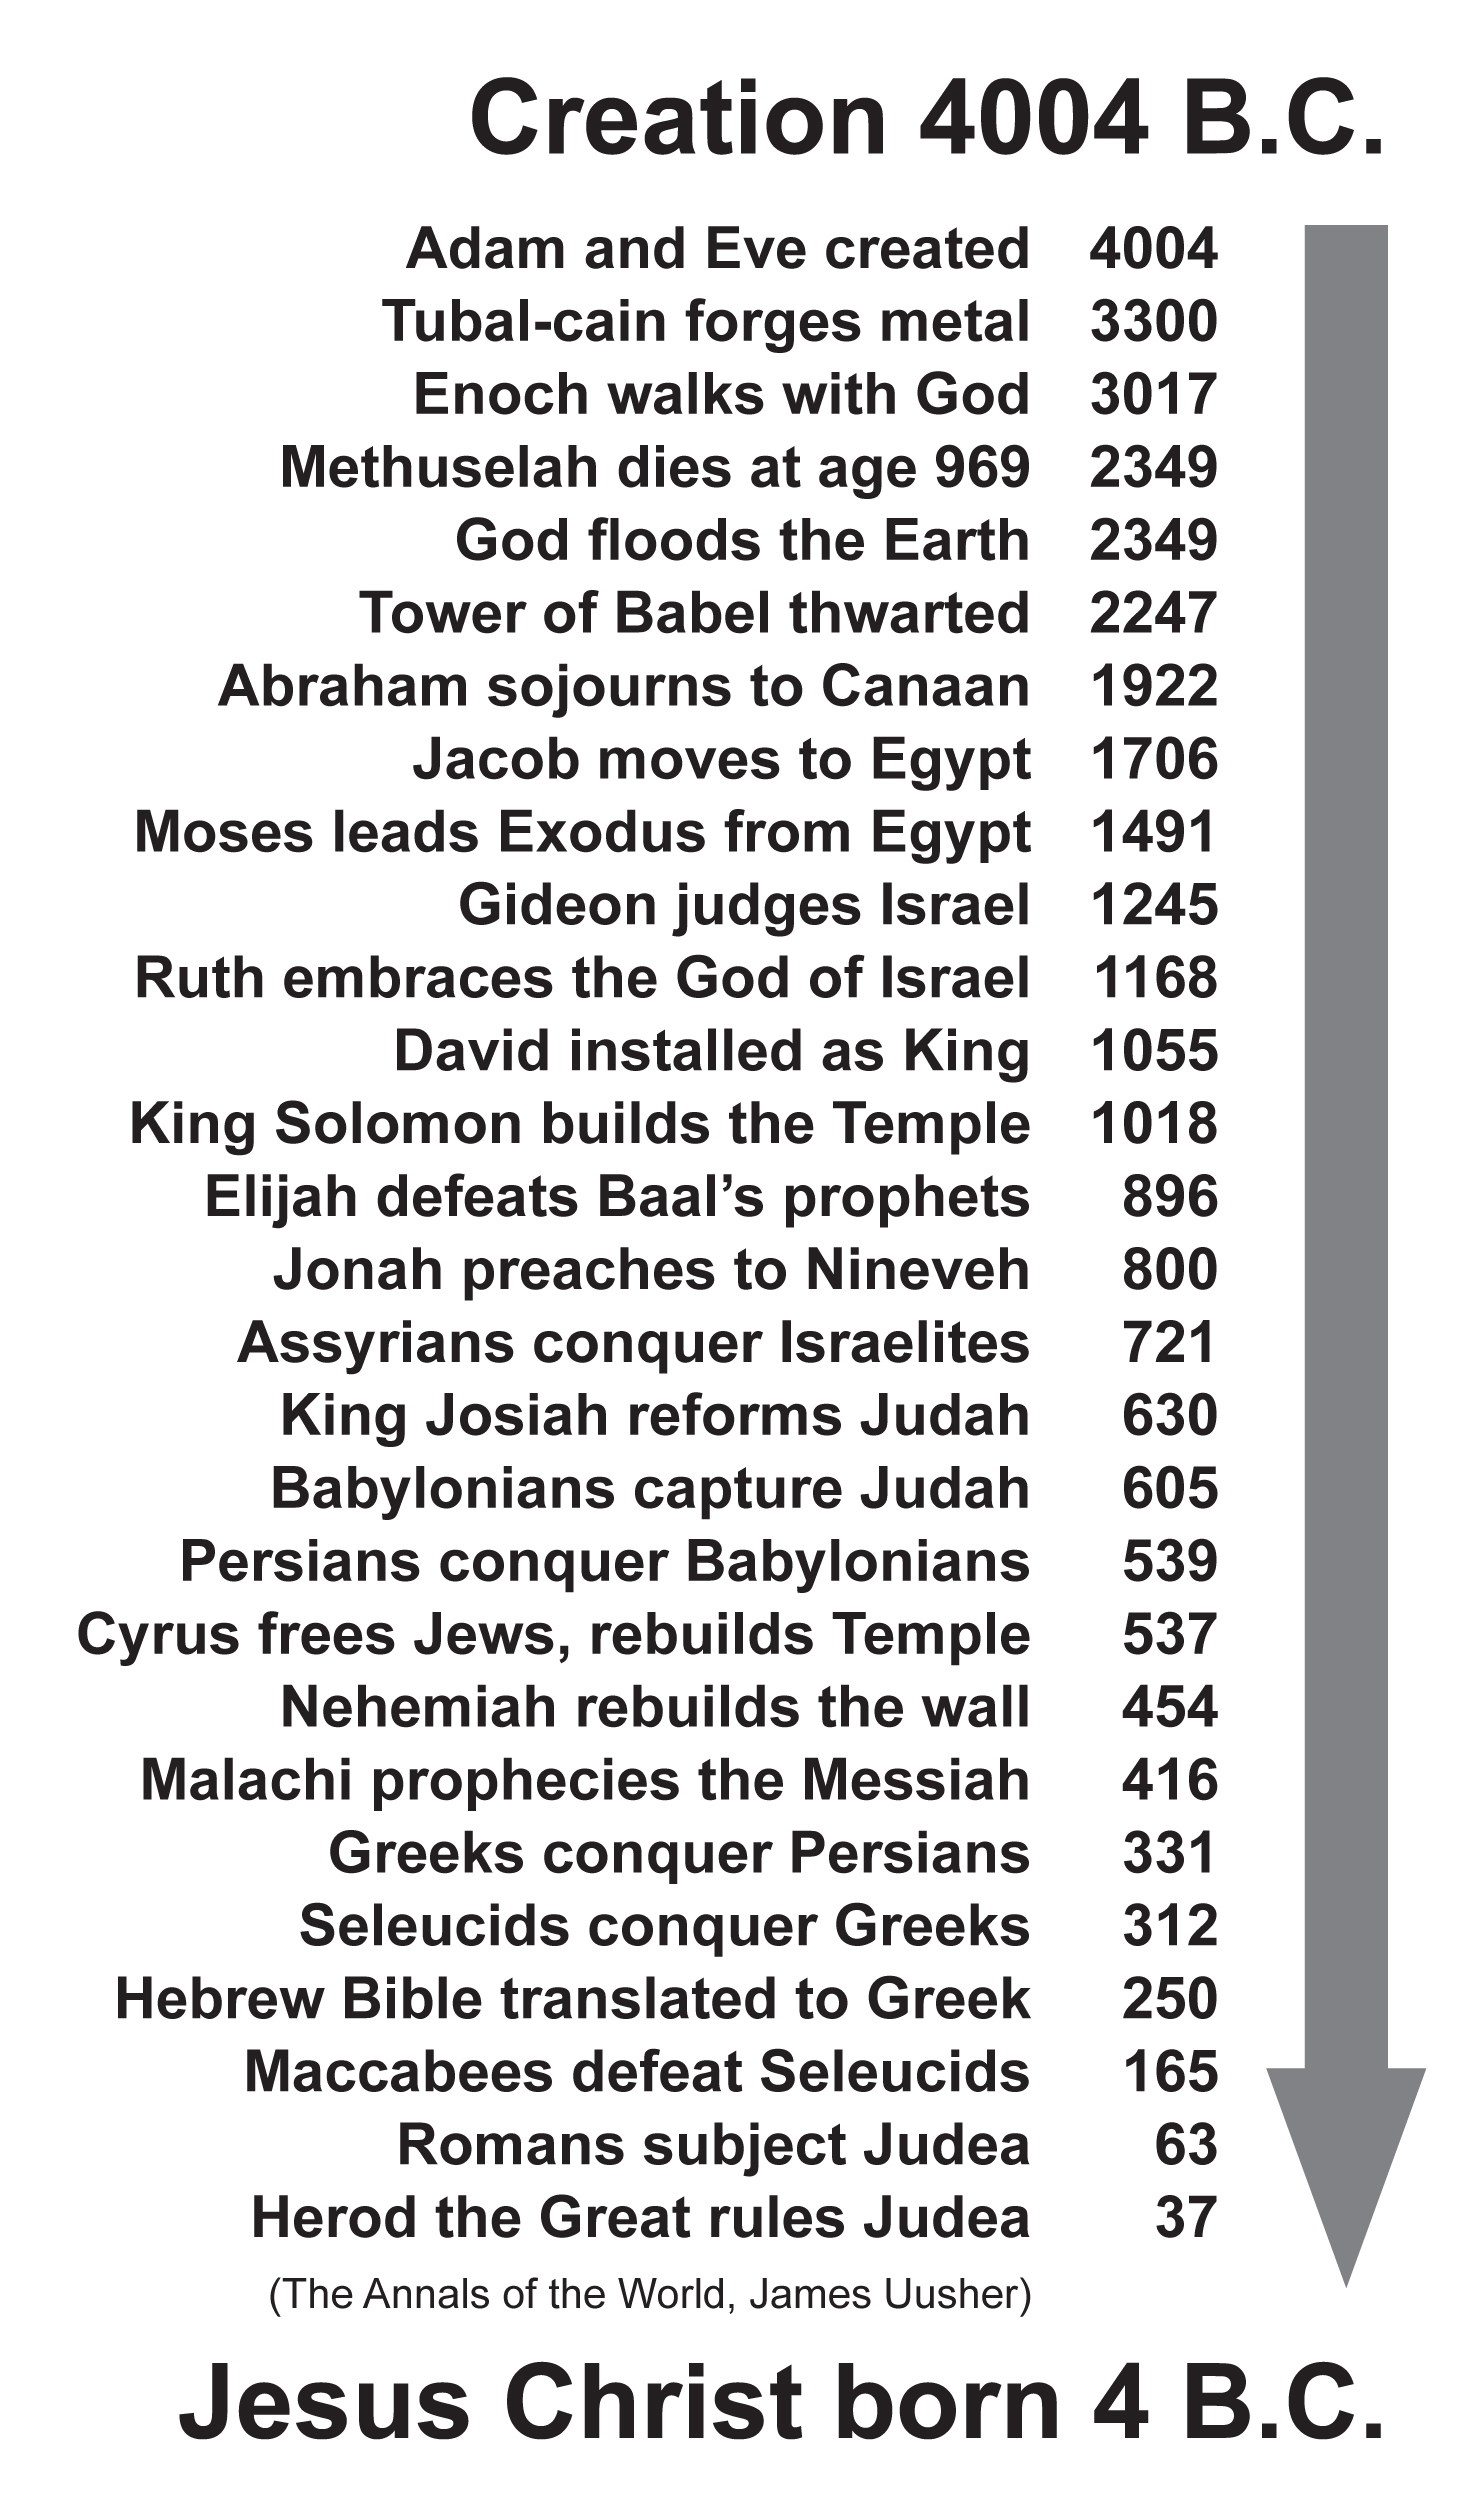 Creation 4004 B.C.
Adam and Eve created 4004
Tubal-cain forges metal 3300
Enoch walks with God 3017
Methuselah dies at age 969 2349
God floods the Earth 2349
Tower of Babel thwarted 2247
Abraham sojourns to Canaan 1922
Jacob moves to Egypt 1706
Moses leads Exodus from Egypt 1491
Gideon judges Israel 1245
Ruth embraces the God of Israel 1168
David installed as King 1055
King Solomon builds the Temple 1018
Elijah defeats Baal’s prophets 896
Jonah preaches to Nineveh 800
Assyrians conquer Israelites 721
King Josiah reforms Judah 630
Babylonians capture Judah 605
Persians conquer Babylonians 539
Cyrus frees Jews, rebuilds Temple 537
Nehemiah rebuilds the wall 454
Malachi prophecies the Messiah 416
Greeks conquer Persians 331
Seleucids conquer Greeks 312
Hebrew Bible translated to Greek 250
Maccabees defeat Seleucids 165
Romans subject Judea 63
Herod the Great rules Judea 37
(The Annals of the World, James Uusher)
Jesus Christ born 4 B.C.